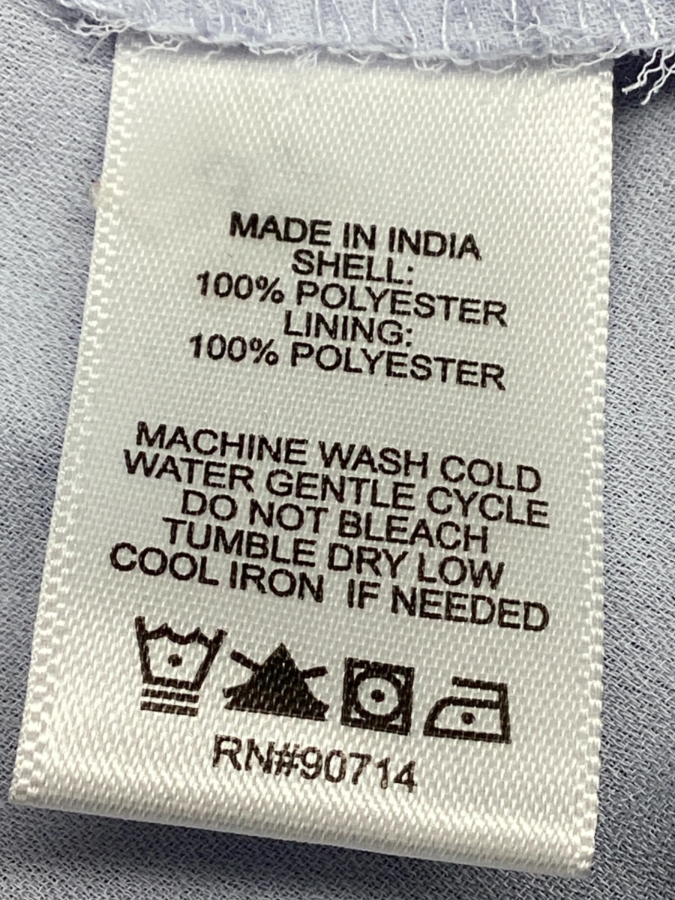 MADE IN INDIA
SHELL:
100% POLYESTER
LINING:
100% POLYESTER
MACHINE WASH COLD
WATER GENTLE CYCLE
DO NOT BLEACH
TUMBLE DRY LOW
COOL IRON IF NEEDED
RN#90714